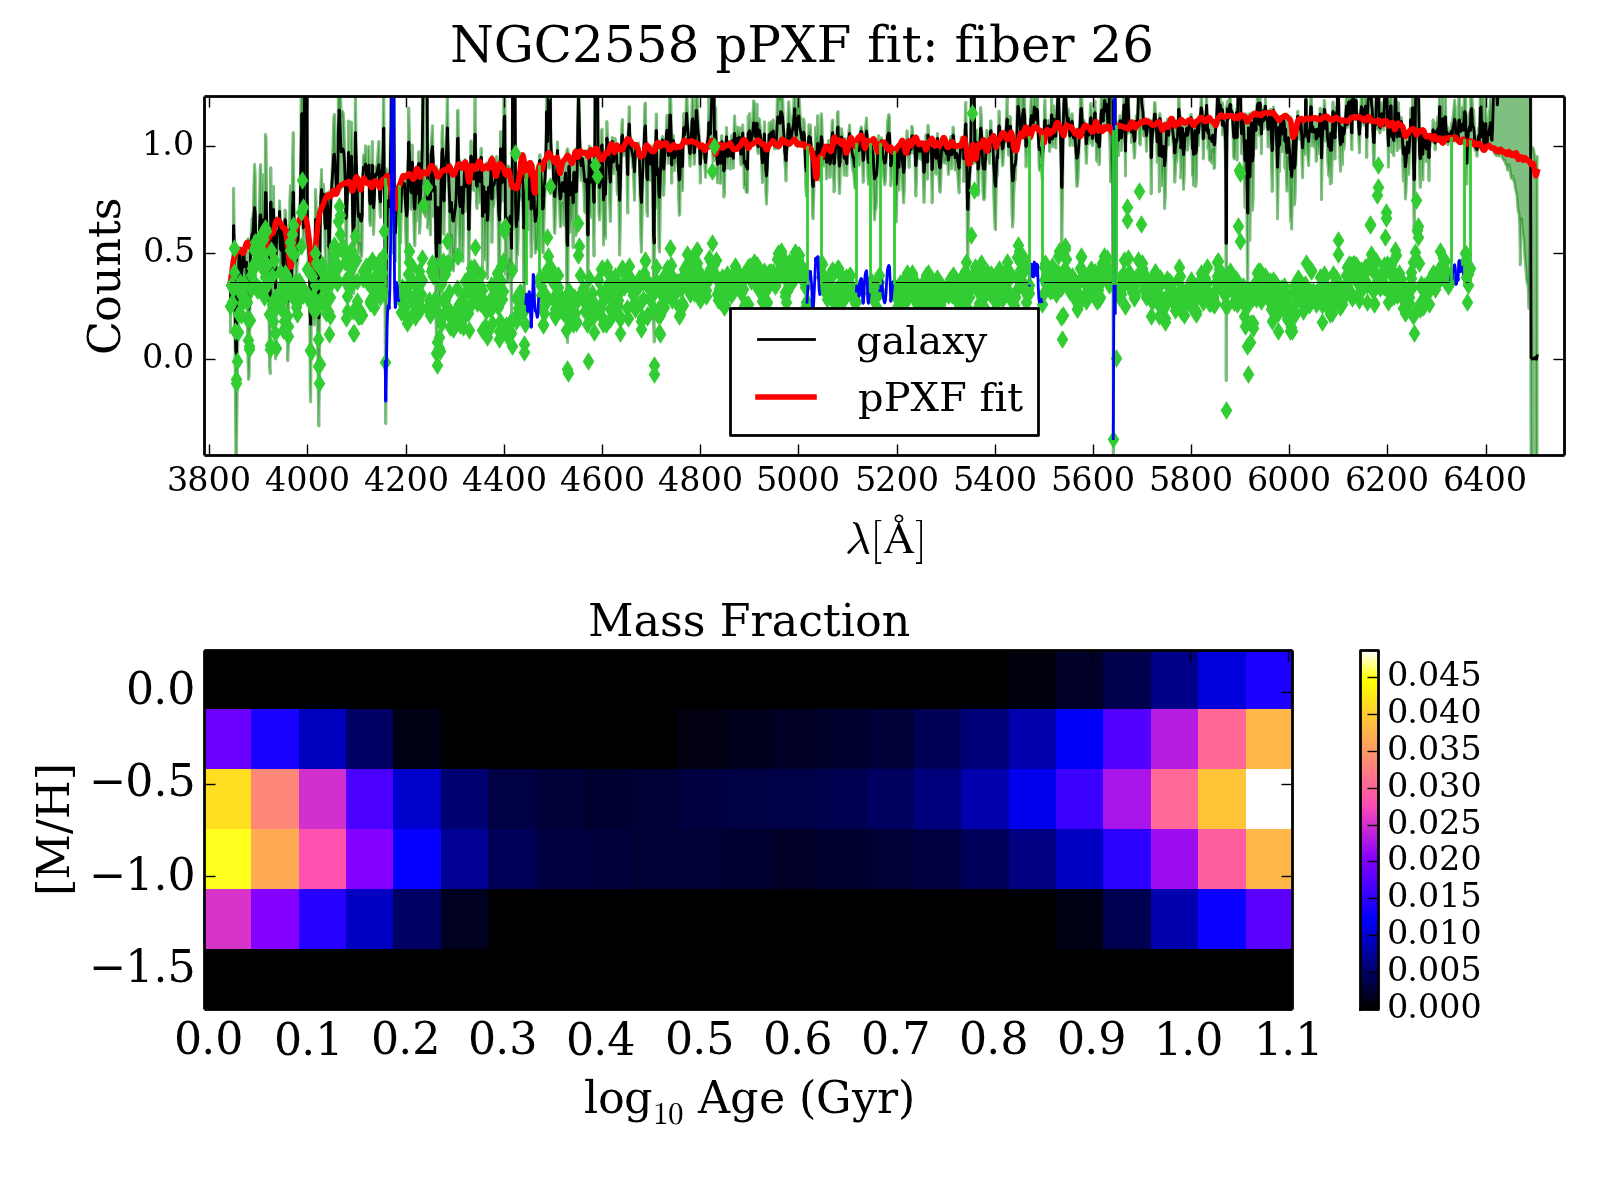 NGC2558 pPXF fit: fiber 26
Counts
1.0
0.5
0.0
galaxy
pPXF fit
3800 4000 4200 4400 4600 4800 5000 5200 5400 5600 5800 6000 6200 6400
λ[Å]
Mass Fraction
[M/H]
0.0
−0.5
−1.0
−1.5
0.0 0.1 0.2 0.3 0.4 0.5 0.6 0.7 0.8 0.9 1.0 1.1
log₁₀ Age (Gyr)
0.045
0.040
0.035
0.030
0.025
0.020
0.015
0.010
0.005
0.000